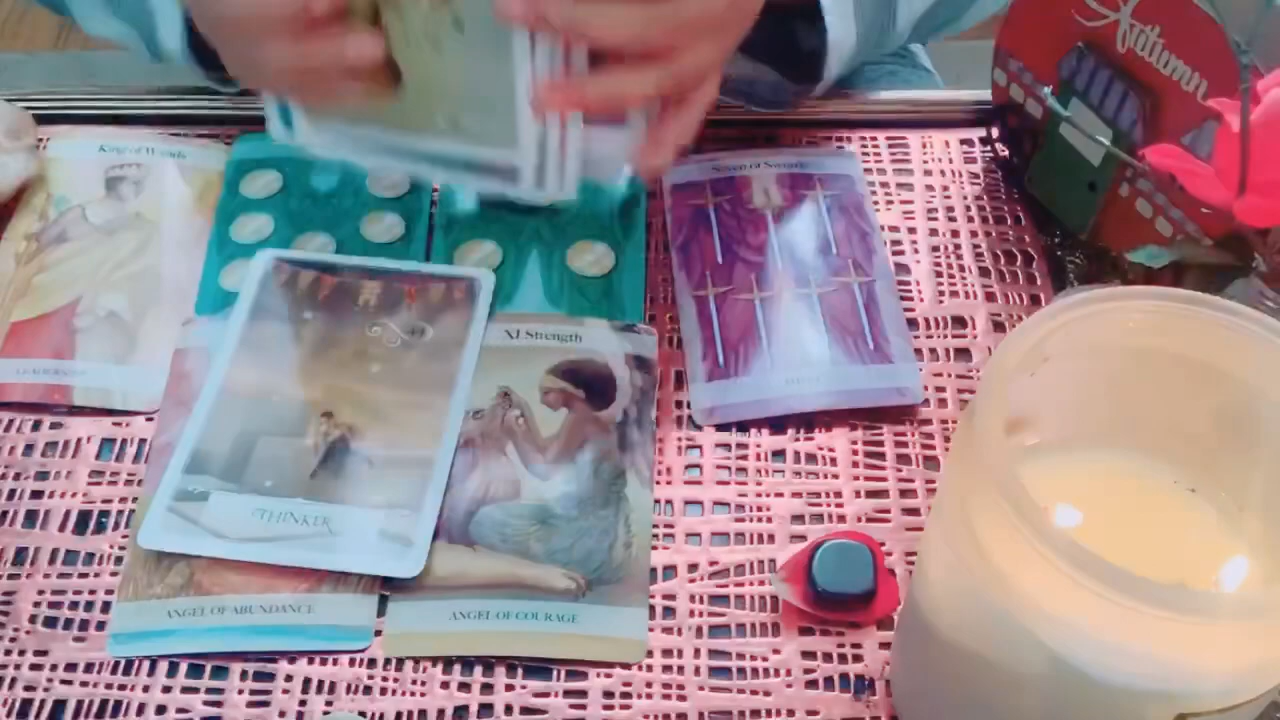 Autumn
King of Wands
Seven of Swords
XI Strength
THINKER
ANGEL OF ABUNDANCE
ANGEL OF COURAGE